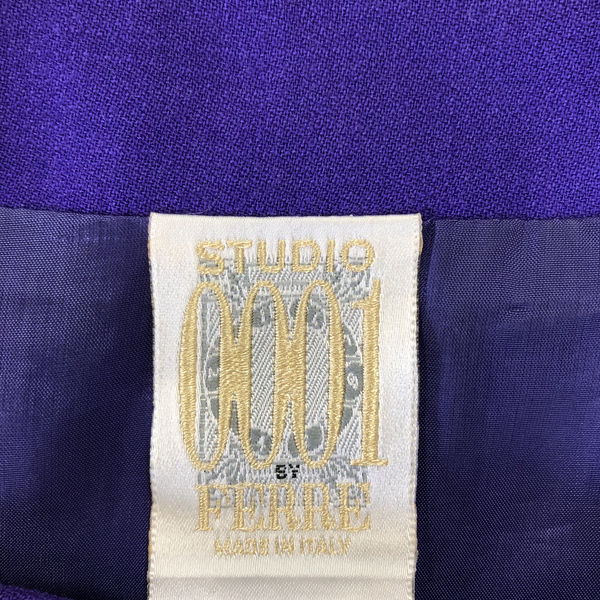 STUDIO
0001
BY
FERRE
MADE IN ITALY